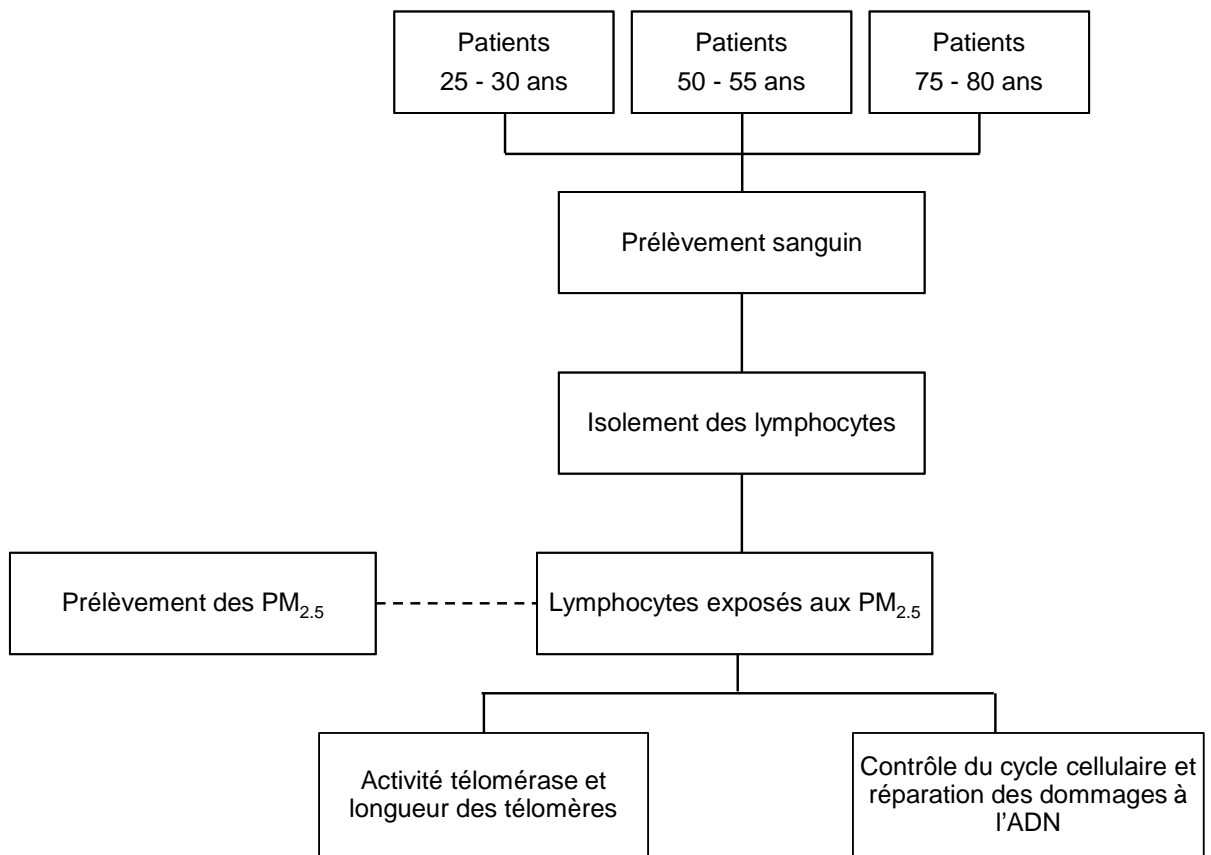 Patients
25 - 30 ans
Patients
50 - 55 ans
Patients
75 - 80 ans
Prélèvement sanguin
Isolement des lymphocytes
Prélèvement des PM2.5
Lymphocytes exposés aux PM2.5
Activité télomérase et
longueur des télomères
Contrôle du cycle cellulaire et
réparation des dommages à
l'ADN